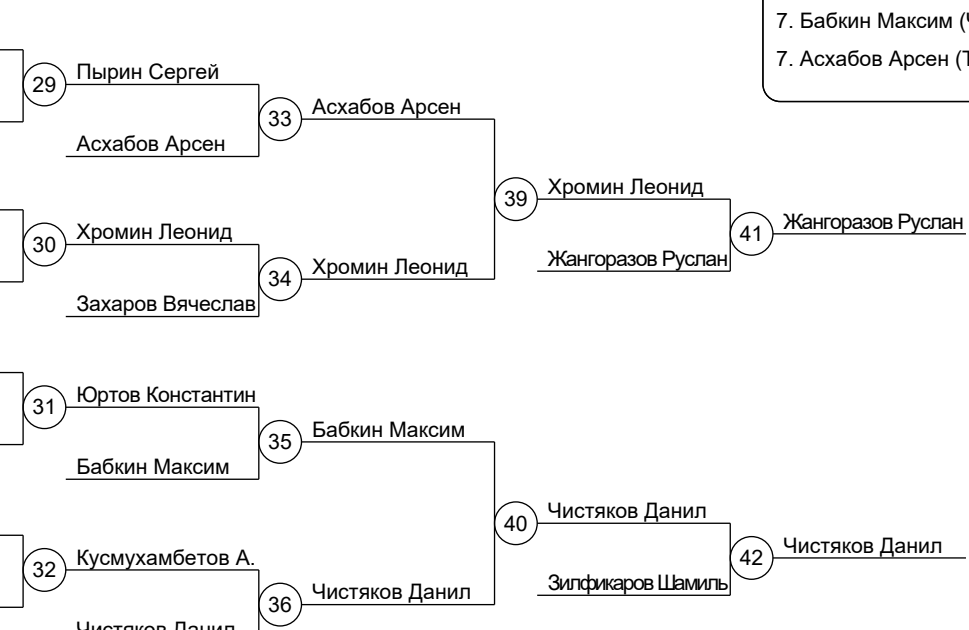 7. Бабкин Максим (
7. Асхабов Арсен (
29 Пырин Сергей
33 Асхабов Арсен
Асхабов Арсен
39 Хромин Леонид
30 Хромин Леонид
41 Жангоразов Руслан
Жангоразов Руслан
34 Хромин Леонид
Захаров Вячеслав
31 Юртов Константин
35 Бабкин Максим
Бабкин Максим
40 Чистяков Данил
42 Чистяков Данил
32 Кусмухамбетов А.
Зилфикаров Шамиль
36 Чистяков Данил
Чистяков Данил